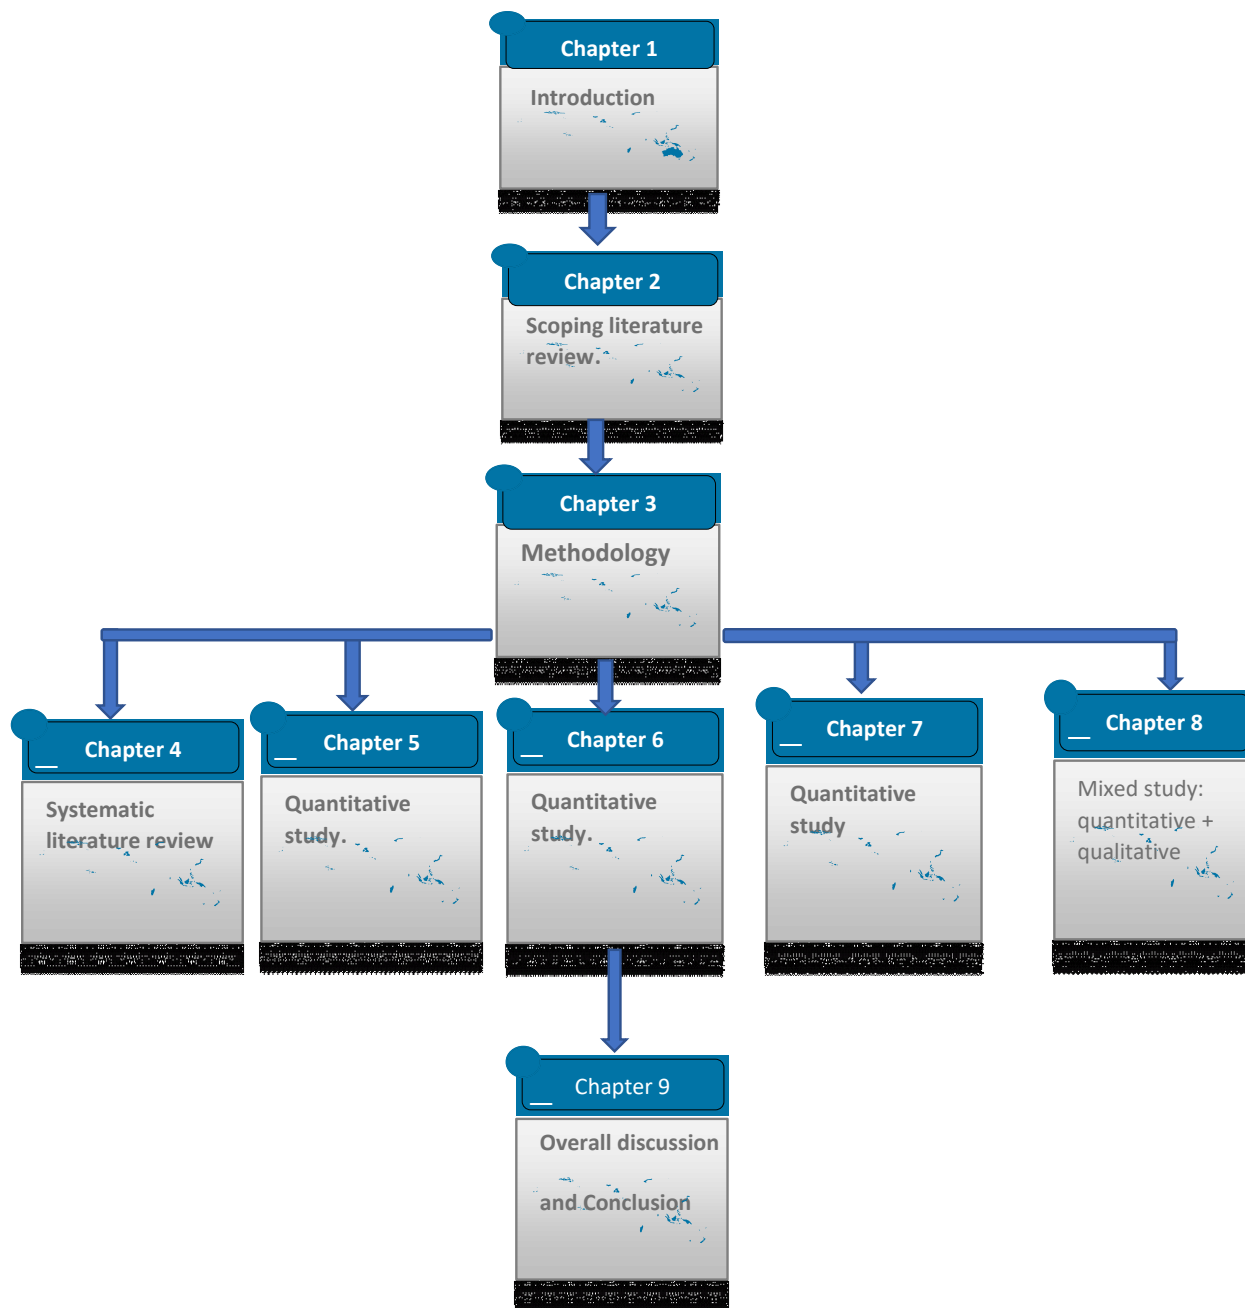 Chapter 1
Introduction
Chapter 2
Scoping literature
review.
Chapter 3
Methodology
Chapter 4
Systematic
literature review
Chapter 5
Quantitative
study.
Chapter 6
Quantitative
study.
Chapter 7
Quantitative
study
Chapter 8
Mixed study:
quantitative +
qualitative
Chapter 9
Overall discussion
and Conclusion